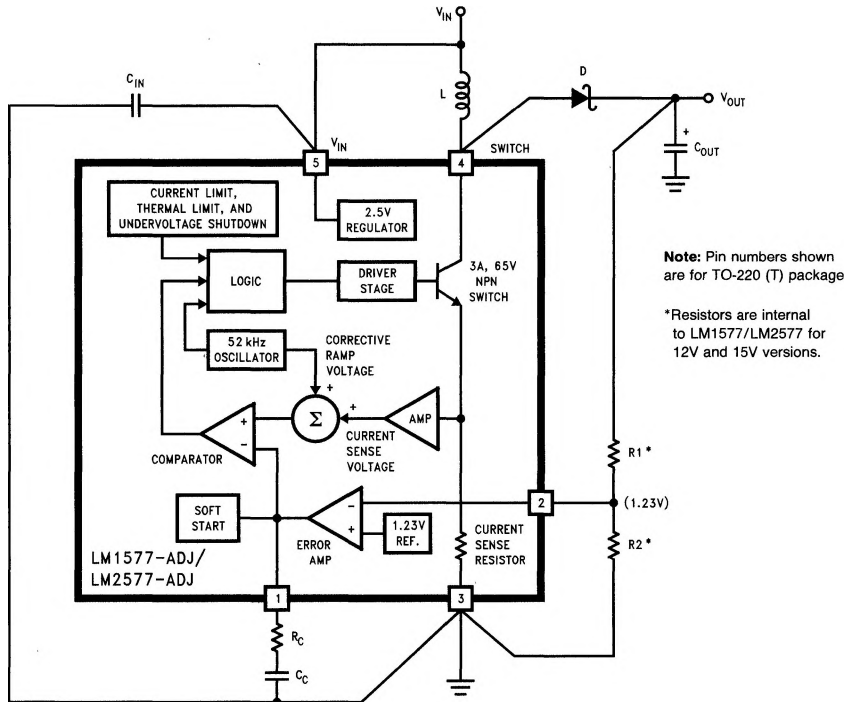 V_IN
C_IN
L
D
V_OUT
+
C_OUT
V_IN
5
4
SWITCH
CURRENT LIMIT,
THERMAL LIMIT, AND
UNDERVOLTAGE SHUTDOWN
2.5V
REGULATOR
LOGIC
DRIVER
STAGE
3A, 65V
NPN
SWITCH
Note: Pin numbers shown
are for TO-220 (T) package
*Resistors are internal
to LM1577/LM2577 for
12V and 15V versions.
52 kHz
OSCILLATOR
CORRECTIVE
RAMP
VOLTAGE
+
+
Σ
AMP
+
-
COMPARATOR
CURRENT
SENSE
VOLTAGE
R1*
2
(1.23V)
SOFT
START
-
+
ERROR
AMP
1.23V
REF.
CURRENT
SENSE
RESISTOR
R2*
LM1577-ADJ/
LM2577-ADJ
1
3
R_C
C_C